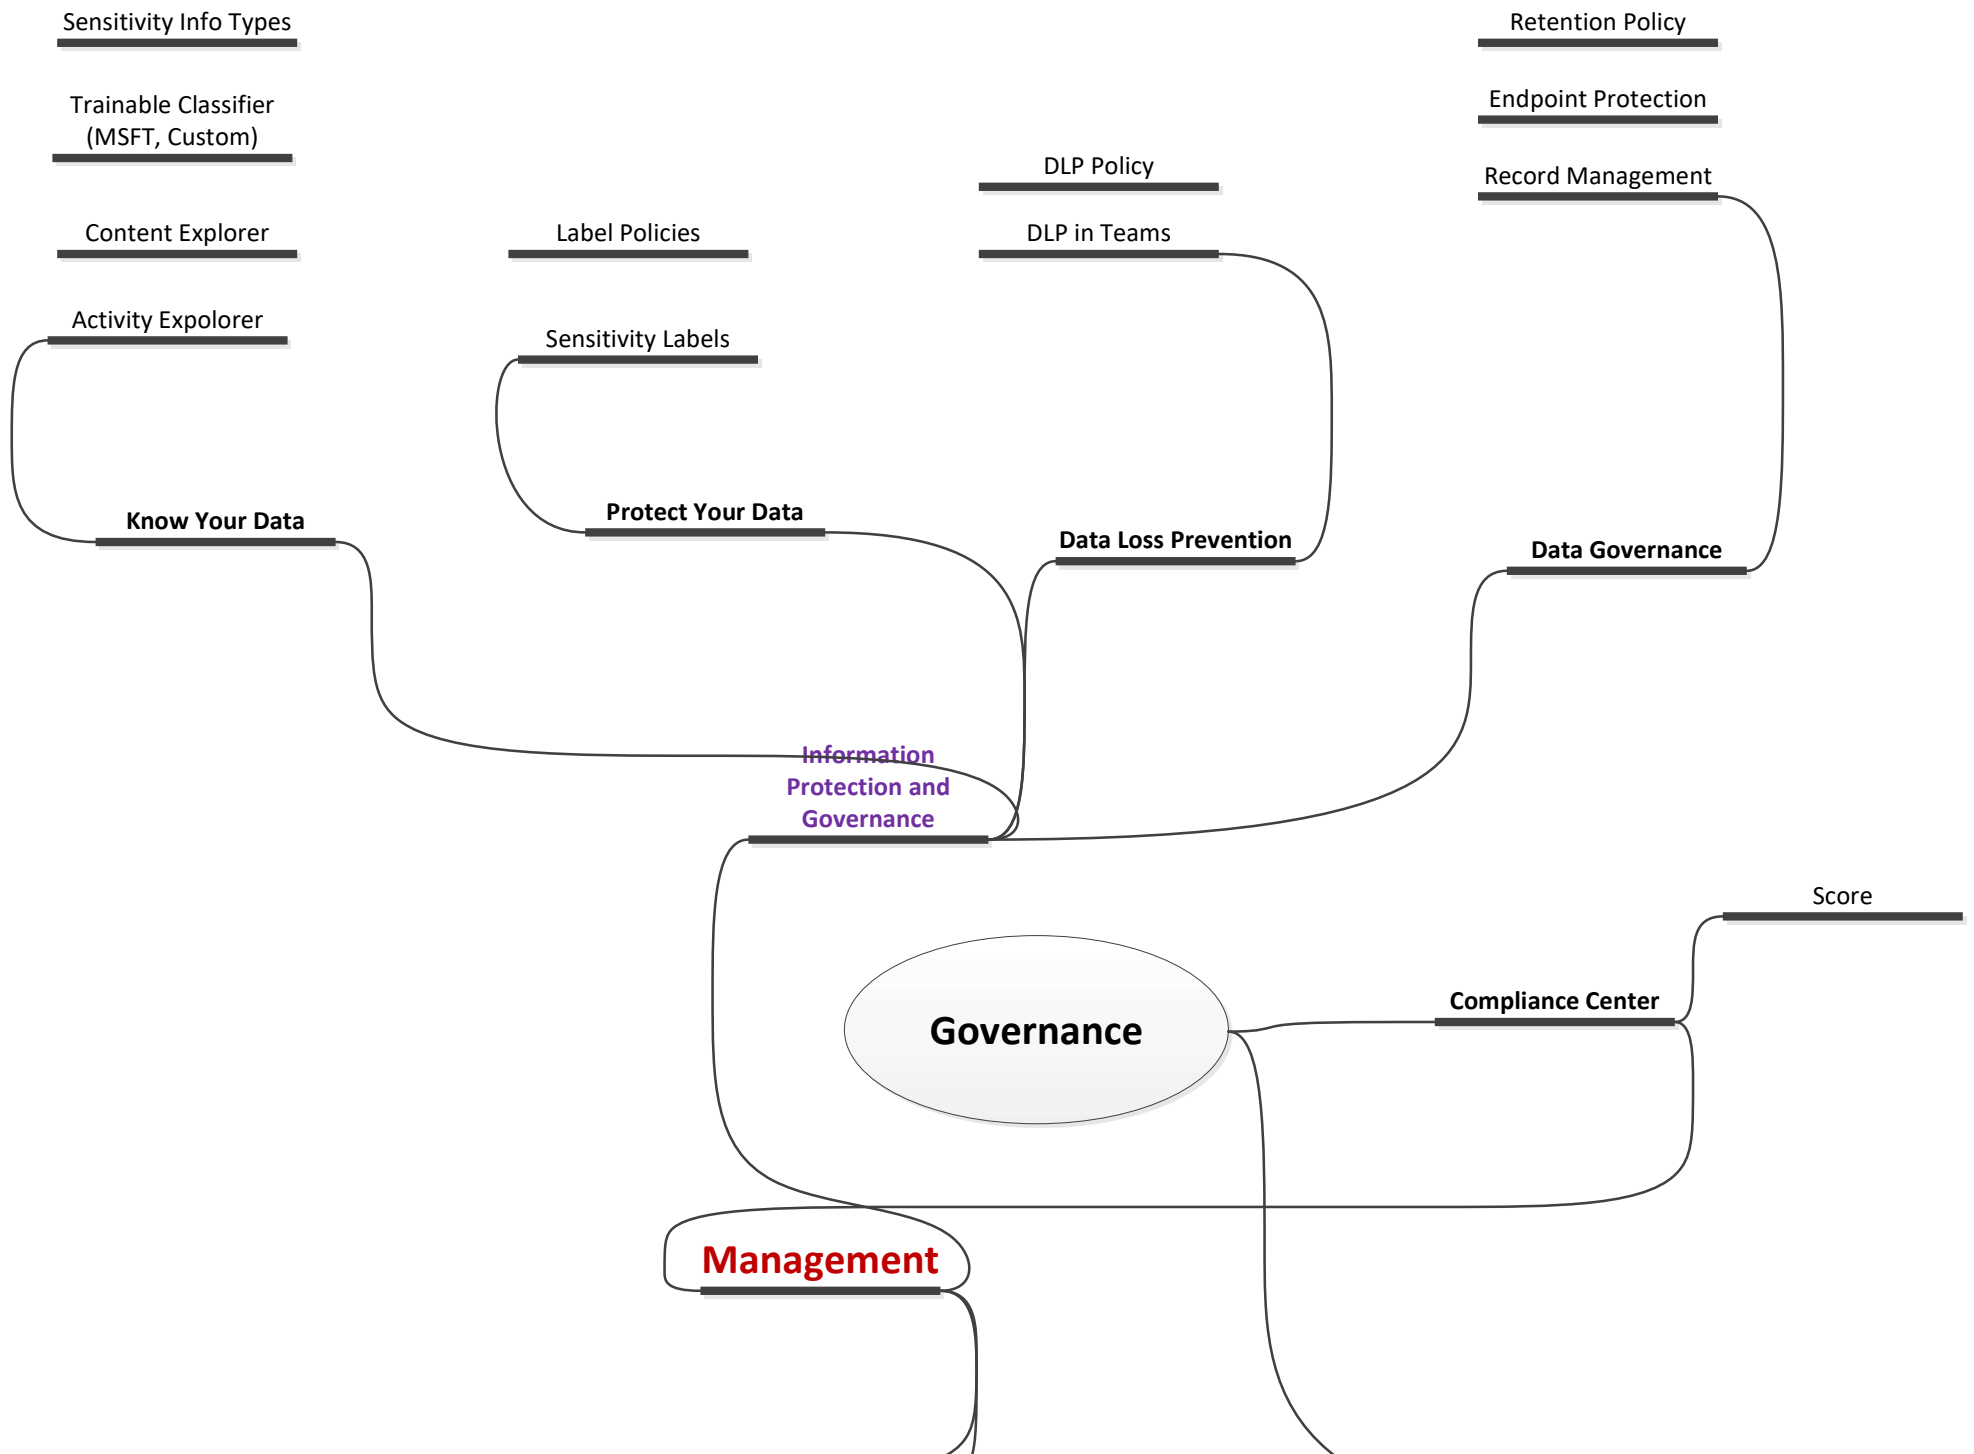 Sensitivity Info Types
Retention Policy
Trainable Classifier
(MSFT, Custom)
Endpoint Protection
DLP Policy
Record Management
Content Explorer
Label Policies
DLP in Teams
Activity Expolorer
Sensitivity Labels
Know Your Data
Protect Your Data
Data Loss Prevention
Data Governance
Information
Protection and
Governance
Score
Governance
Compliance Center
Management